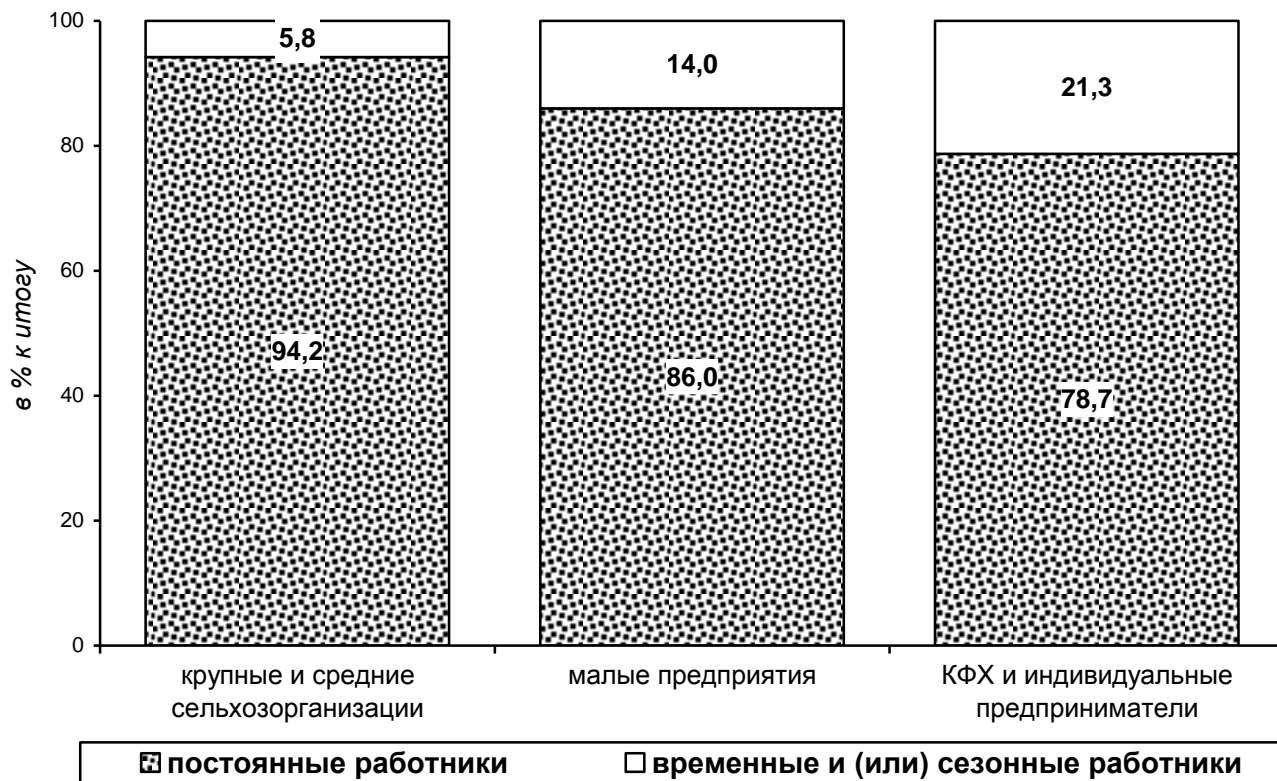 100
80
60
40
20
0
в % к итогу
5,8
94,2
14,0
86,0
21,3
78,7
крупные и средние
сельхозорганизации
малые предприятия
КФХ и индивидуальные
предприниматели
постоянные работники
временные и (или) сезонные работники